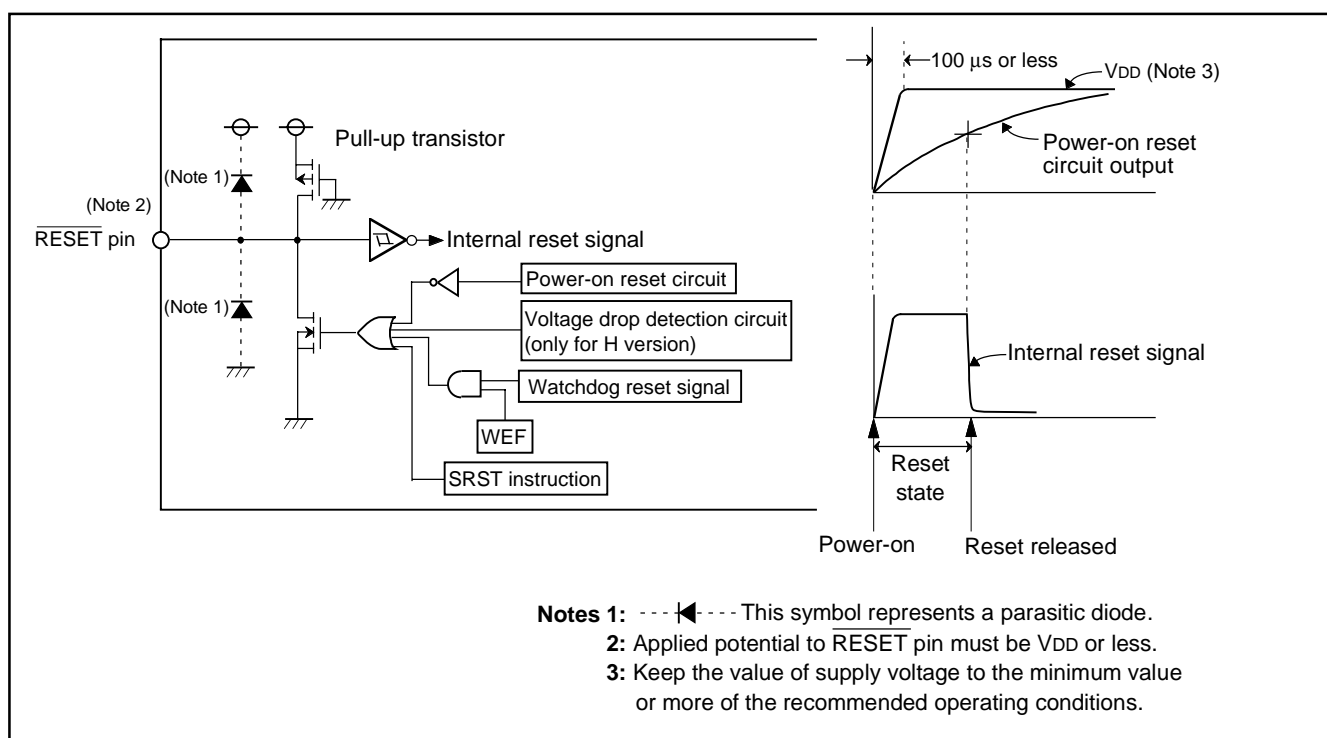 Pull-up transistor
(Note 1)
(Note 2)
RESET pin
Internal reset signal
(Note 1)
Power-on reset circuit
Voltage drop detection circuit
(only for H version)
Watchdog reset signal
WEF
SRST instruction
100 µs or less
VDD (Note 3)
Power-on reset
circuit output
Internal reset signal
Reset
state
Power-on
Reset released
Notes 1: This symbol represents a parasitic diode.
2: Applied potential to RESET pin must be VDD or less.
3: Keep the value of supply voltage to the minimum value
or more of the recommended operating conditions.